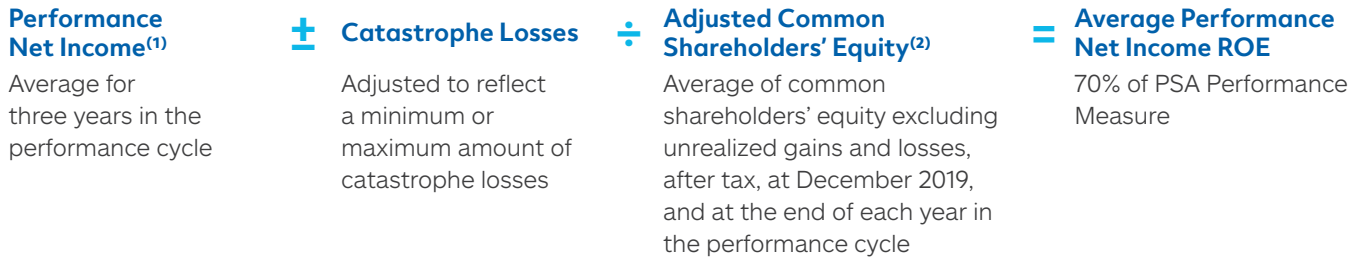 Performance
Net Income(1)
Average for
three years in the
performance cycle
±
Catastrophe Losses
Adjusted to reflect
a minimum or
maximum amount of
catastrophe losses
÷
Adjusted Common
Shareholders' Equity(2)
Average of common
shareholders' equity excluding
unrealized gains and losses,
after tax, at December 2019,
and at the end of each year in
the performance cycle
=
Average Performance
Net Income ROE
70% of PSA Performance
Measure